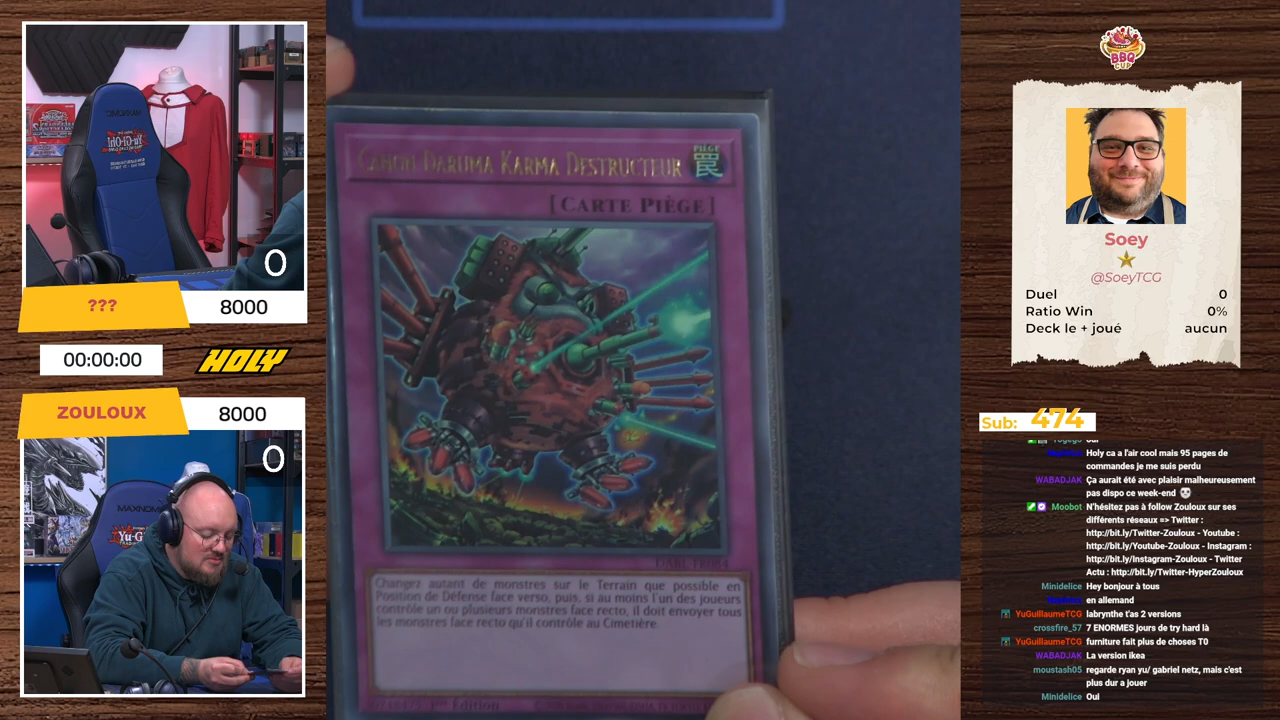 0
???
8000
00:00:00
HOLY
ZOULOUX
8000
0
MAXNOMIC
Yu-G
CANON DARUMA KARMA DESTRUCTEUR
PIÈGE
罠
[CARTE PIÈGE]
Changez autant de monstres sur le Terrain que possible en
Position de Défense face verso, puis, si au moins l'un des joueurs
contrôle un ou plusieurs monstres face recto, il doit envoyer tous
les monstres face recto qu'il contrôle au Cimetière.
Édition
BBQ
CUP
Soey
@SoeyTCG
Duel 0
Ratio Win 0%
Deck le + joué aucun
Sub: 474
Holy ca a l'air cool mais 95 pages de
commandes je me suis perdu
WABADJAK Ça aurait été avec plaisir malheureusement
pas dispo ce week-end
Moobot N'hésitez pas à follow Zouloux sur ses
différents réseaux => Twitter :
http://bit.ly/Twitter-Zouloux - Youtube :
http://bit.ly/Youtube-Zouloux - Instagram :
http://bit.ly/Instagram-Zouloux - Twitter
Actu : http://bit.ly/Twitter-HyperZouloux
Minidelice Hey bonjour à tous
en allemand
YuGuillaumeTCG labrynthe t'as 2 versions
crossfire_57 7 ENORMES jours de try hard là
YuGuillaumeTCG furniture fait plus de choses T0
WABADJAK La version ikea
moustash05 regarde ryan yu/ gabriel netz, mais c'est
plus dur a jouer
Minidelice Oui